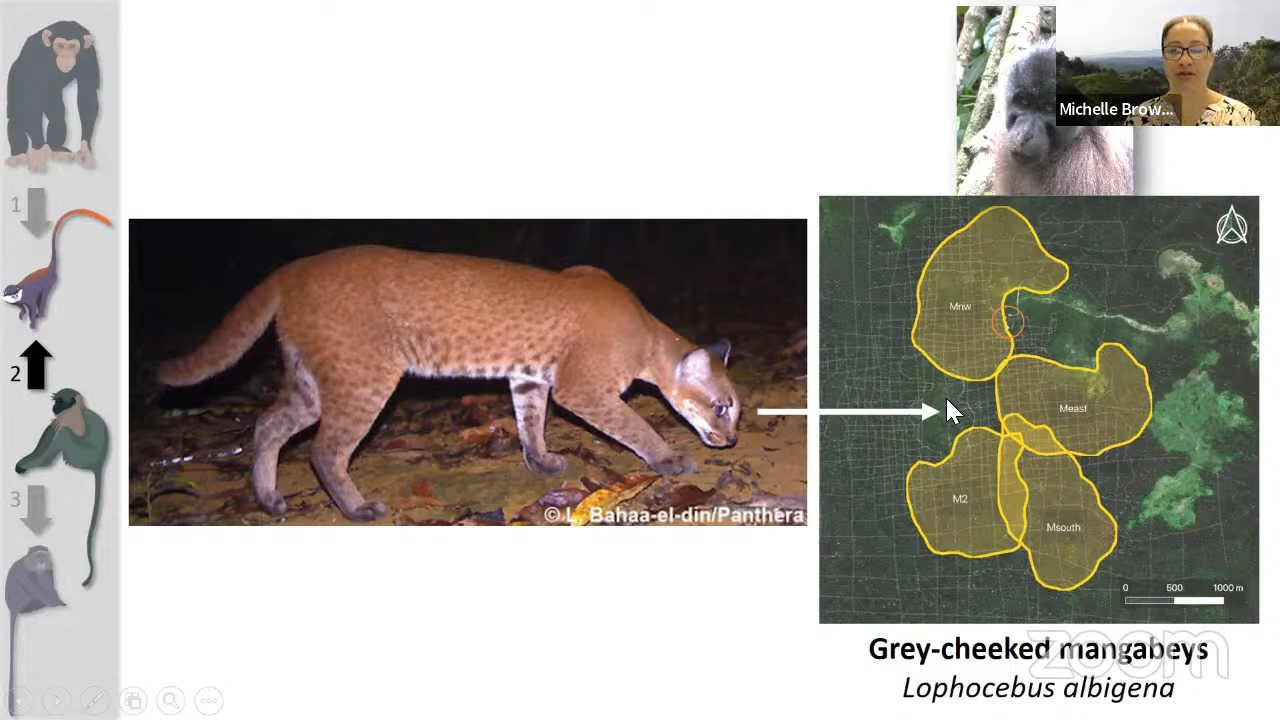 1
2
3
Michelle Brow...
© L. Bahaa-el-din/Panthera
Mnw
Meast
M2
Msouth
0 500 1000 m
Grey-cheeked mangabeys
Lophocebus albigena
zoom